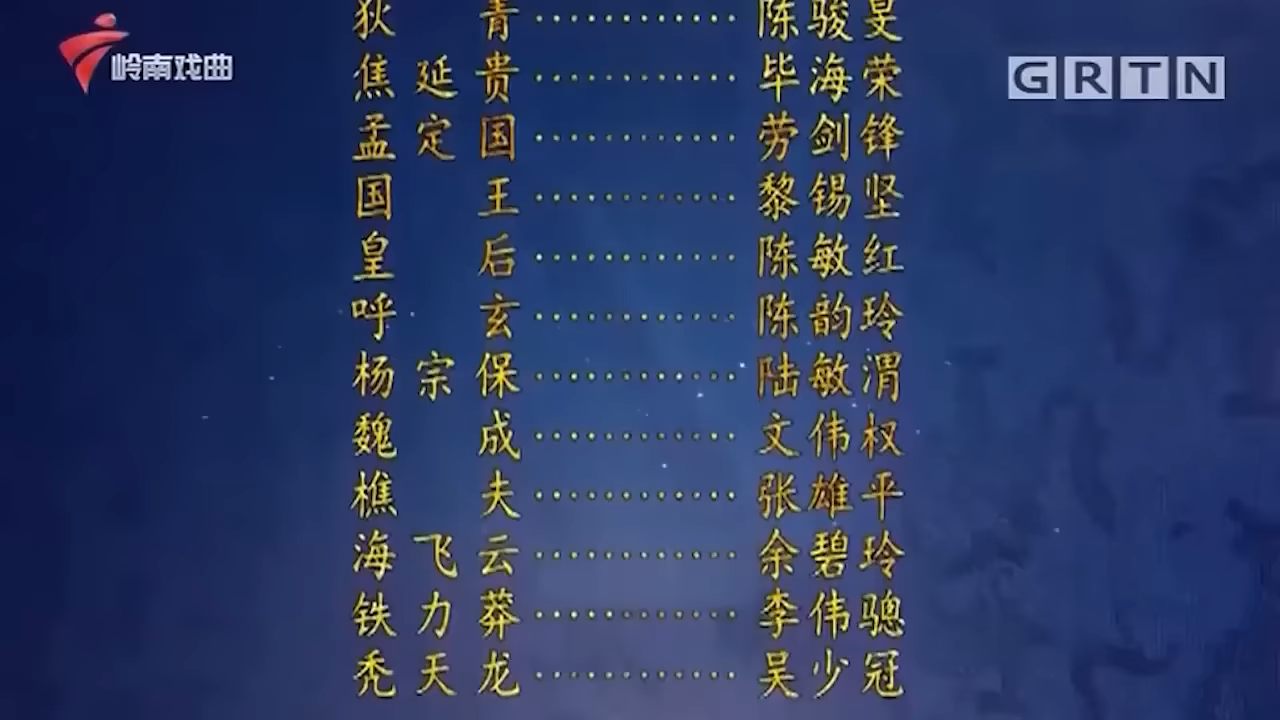 狄青············陈骏旻
岭南戏曲
GRTN
焦延贵············毕海荣
孟定国············劳剑锋
国王············黎锡坚
皇后············陈敏红
呼玄············陈韵玲
杨宗保············陆敏渭
魏成············文伟权
樵夫············张雄平
海飞云············余碧玲
铁力莽············李伟骢
秃天龙············吴少冠